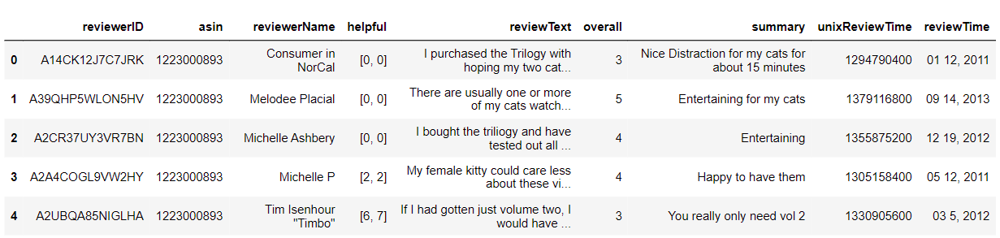 reviewerID asin reviewerName helpful reviewText overall summary unixReviewTime reviewTime
0 A14CK12J7C7JRK 1223000893 Consumer in NorCal [0, 0] I purchased the Trilogy with hoping my two cat... 3 Nice Distraction for my cats for about 15 minutes 1294790400 01 12, 2011
1 A39QHP5WLON5HV 1223000893 Melodee Placial [0, 0] There are usually one or more of my cats watch... 5 Entertaining for my cats 1379116800 09 14, 2013
2 A2CR37UY3VR7BN 1223000893 Michelle Ashbery [0, 0] I bought the triliogy and have tested out all ... 4 Entertaining 1355875200 12 19, 2012
3 A2A4COGL9VW2HY 1223000893 Michelle P [2, 2] My female kitty could care less about these vi... 4 Happy to have them 1305158400 05 12, 2011
4 A2UBQA85NIGLHA 1223000893 Tim Isenhour "Timbo" [6, 7] If I had gotten just volume two, I would have ... 3 You really only need vol 2 1330905600 03 5, 2012